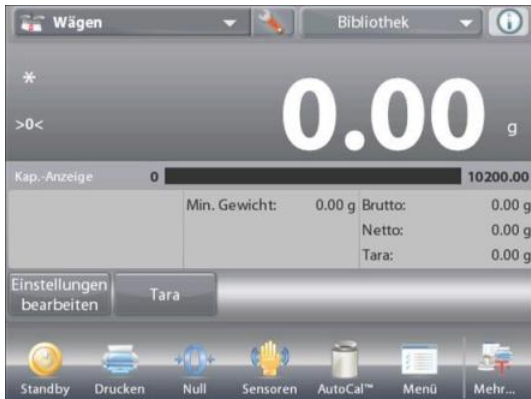 Wägen Bibliothek
*
0.00 g
>0<
Kap.-Anzeige 0 10200.00
Min. Gewicht: 0.00 g Brutto: 0.00 g
Netto: 0.00 g
Tara: 0.00 g
Einstellungen
bearbeiten
Tara
Standby Drucken Null Sensoren AutoCal™ Menü Mehr...